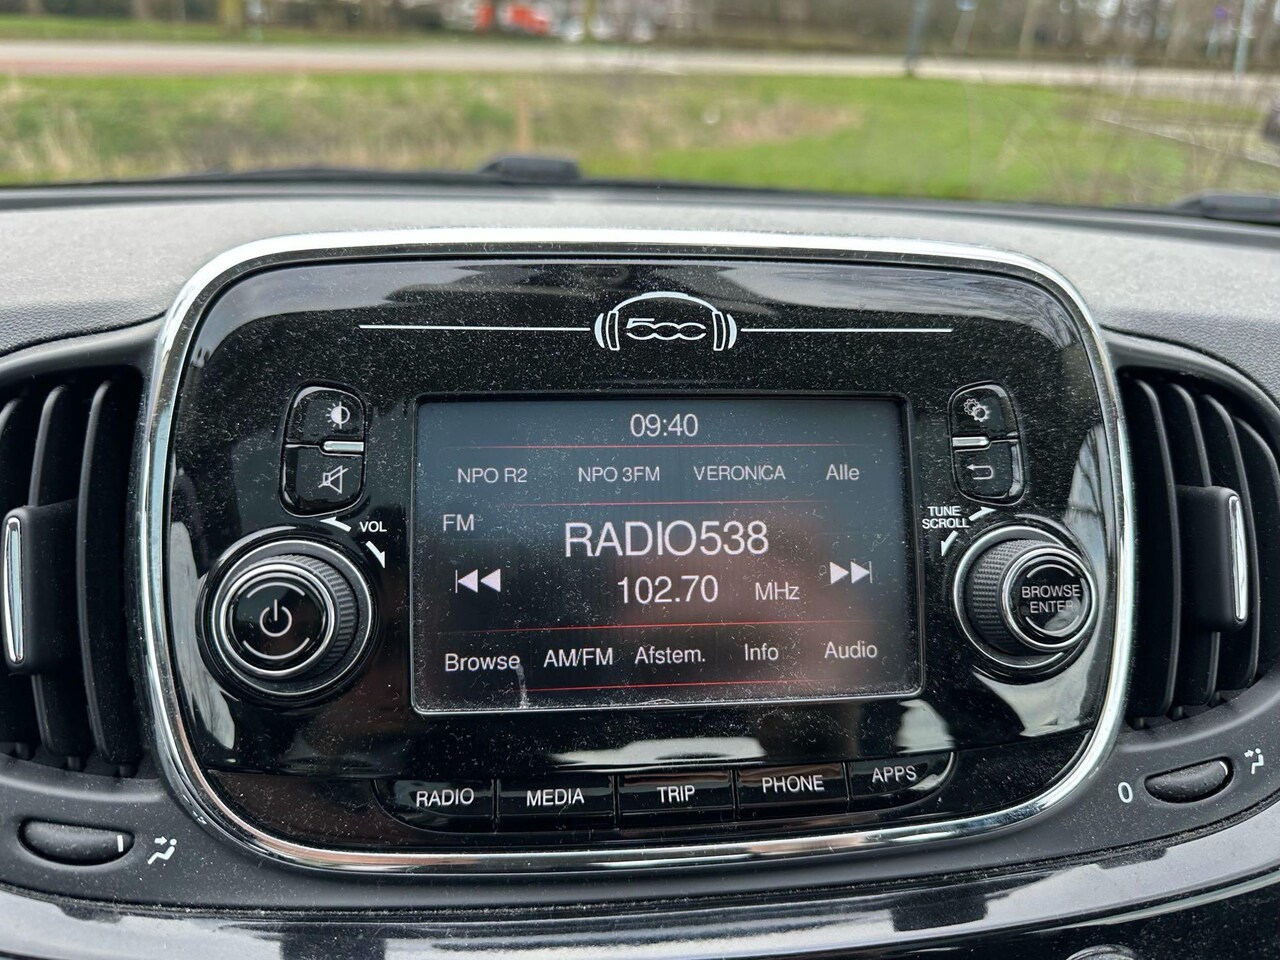 500
09:40
NPO R2 NPO 3FM VERONICA Alle
FM
RADIO538
102.70 MHz
Browse AM/FM Afstem. Info Audio
VOL
TUNE
SCROLL
BROWSE
ENTER
RADIO MEDIA TRIP PHONE APPS
0